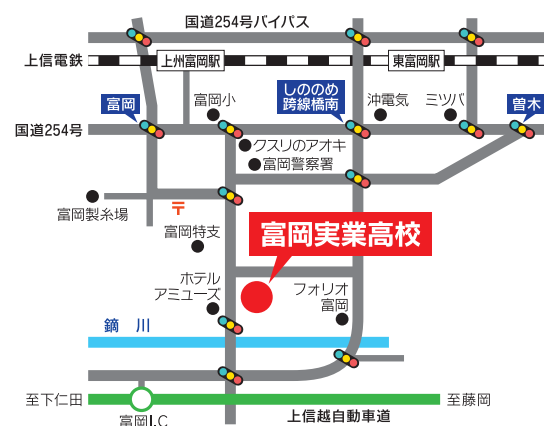 国道254号バイパス
上信電鉄
上州富岡駅
東富岡駅
富岡
富岡小
しののめ
跨線橋南
沖電気
ミツバ
曽木
国道254号
クスリのアオキ
富岡警察署
〒
富岡製糸場
富岡特支
富岡実業高校
ホテル
アミューズ
フォリオ
富岡
鏑 川
至下仁田
至藤岡
富岡I.C
上信越自動車道